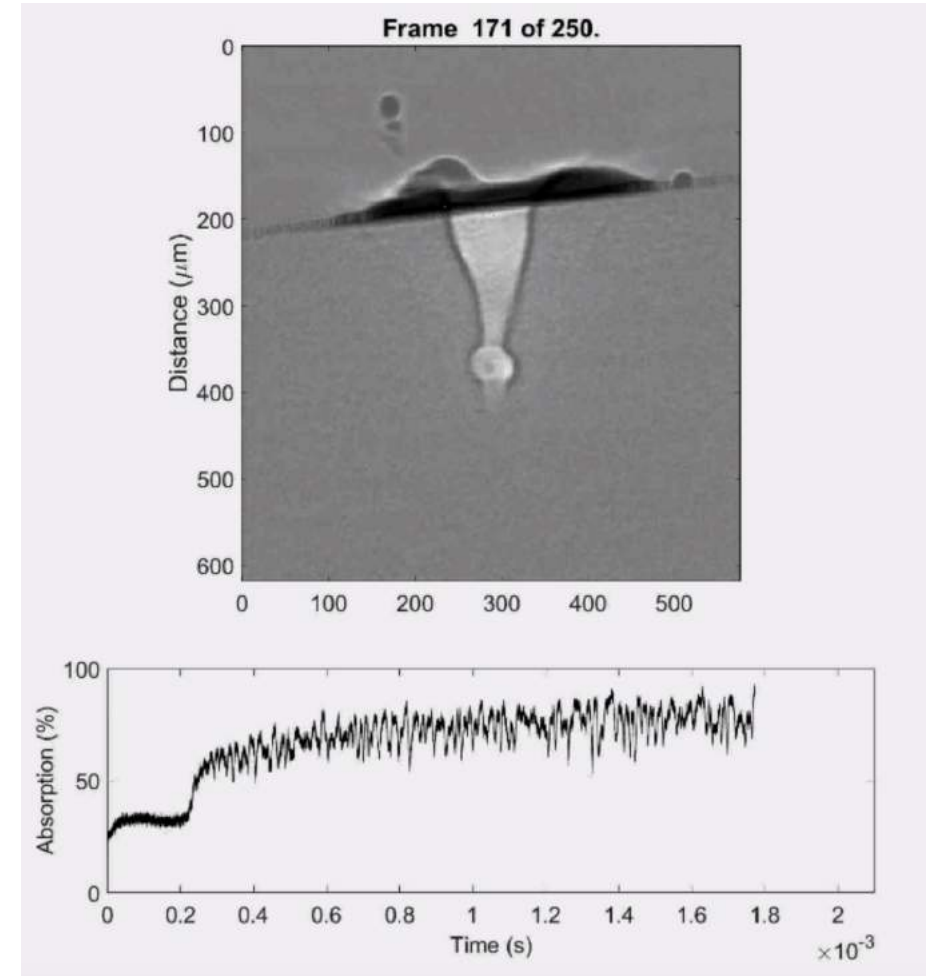 Frame 171 of 250.
0
100
200
300
400
500
600
Distance (μm)
0 100 200 300 400 500
100
50
0
Absorption (%)
0 0.2 0.4 0.6 0.8 1 1.2 1.4 1.6 1.8 2
Time (s)
×10⁻³